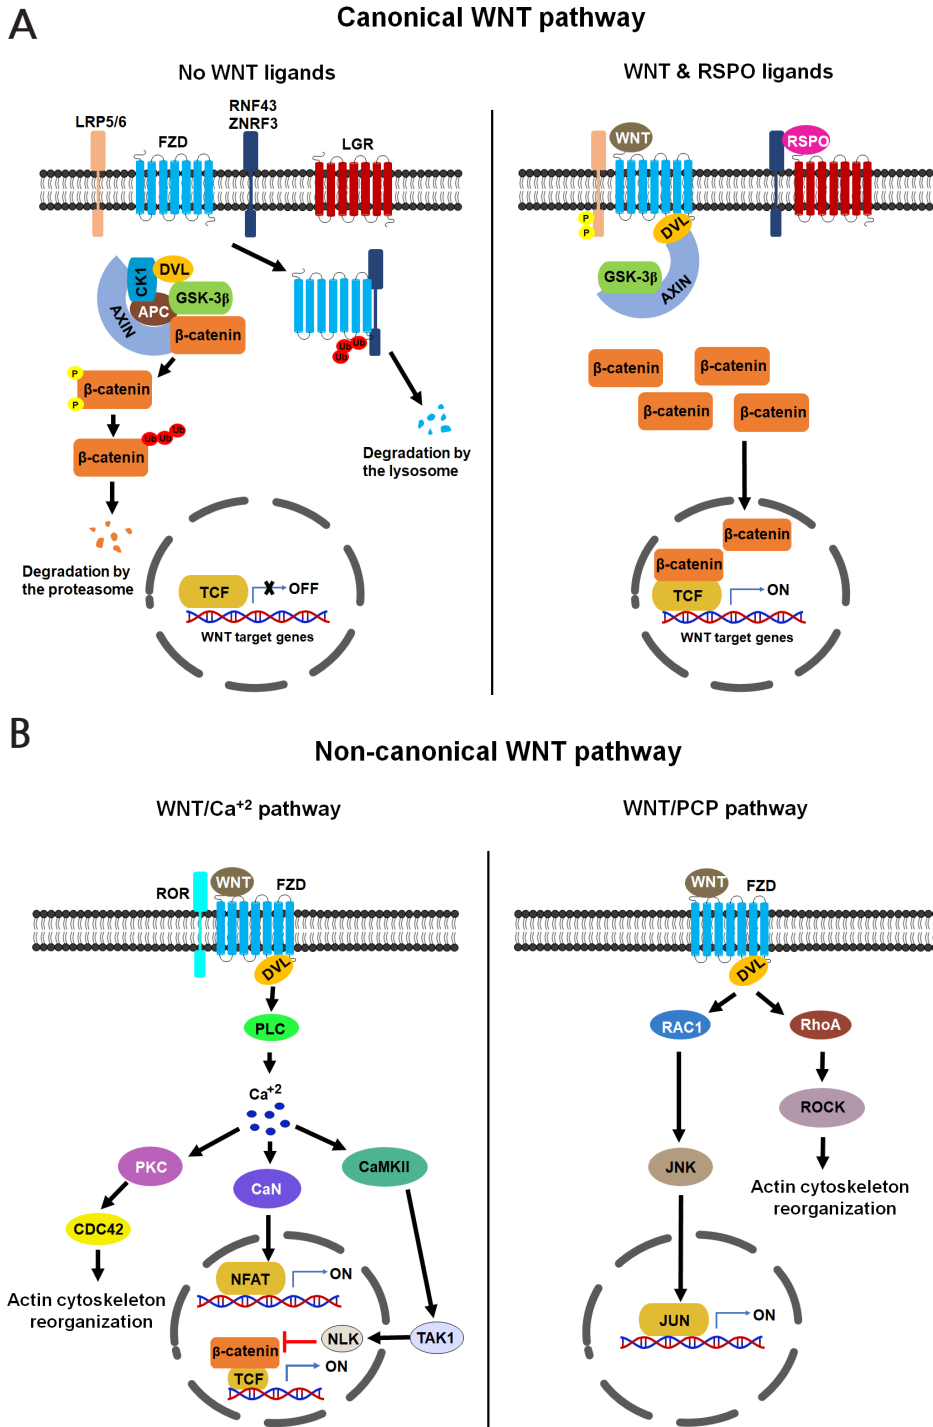 A
Canonical WNT pathway
No WNT ligands
LRP5/6
FZD
RNF43
ZNRF3
LGR
CK1
DVL
GSK-3β
APC
AXIN
β-catenin
P
β-catenin
P
β-catenin
Ub
Ub
Ub
Degradation by
the proteasome
Ub
Ub
Ub
Degradation by
the lysosome
TCF
X
OFF
WNT target genes
WNT & RSPO ligands
WNT
RSPO
P
P
DVL
GSK-3β
AXIN
β-catenin
β-catenin
β-catenin
β-catenin
β-catenin
β-catenin
TCF
ON
WNT target genes
B
Non-canonical WNT pathway
WNT/Ca+2 pathway
ROR
WNT
FZD
DVL
PLC
Ca+2
PKC
CaN
CaMKII
CDC42
Actin cytoskeleton
reorganization
NFAT
ON
β-catenin
NLK
TAK1
TCF
ON
WNT/PCP pathway
WNT
FZD
DVL
RAC1
RhoA
ROCK
JNK
Actin cytoskeleton
reorganization
JUN
ON